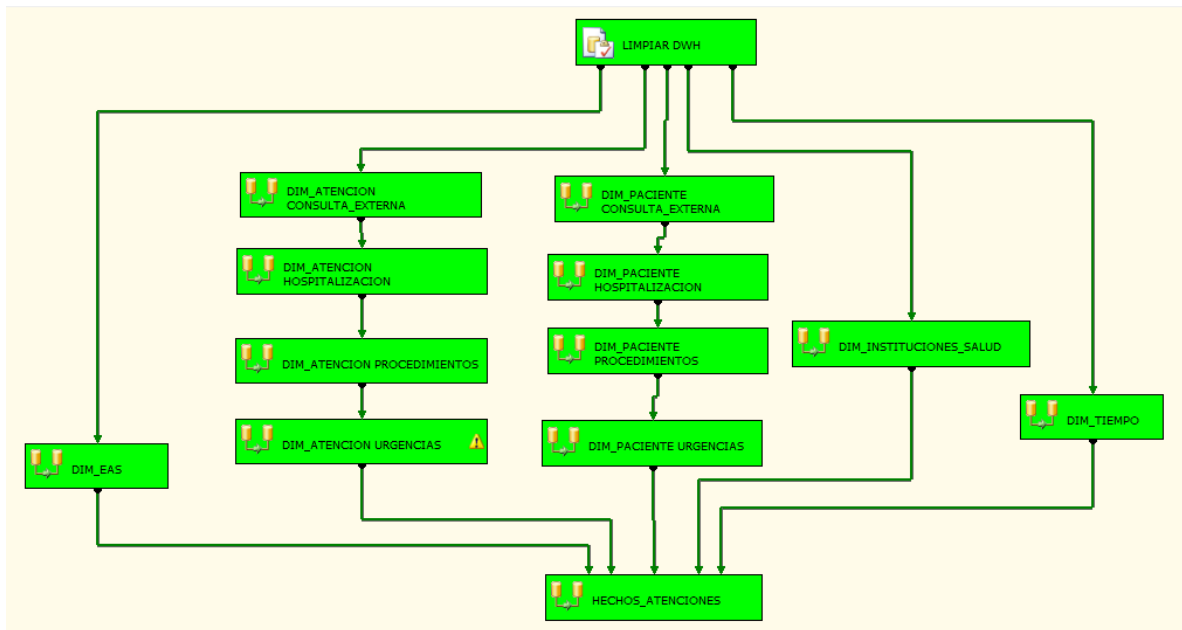 LIMPIAR DWH
DIM_ATENCION
CONSULTA_EXTERNA
DIM_PACIENTE
CONSULTA_EXTERNA
DIM_ATENCION
HOSPITALIZACION
DIM_PACIENTE
HOSPITALIZACION
DIM_ATENCION PROCEDIMIENTOS
DIM_PACIENTE
PROCEDIMIENTOS
DIM_INSTITUCIONES_SALUD
DIM_TIEMPO
DIM_ATENCION URGENCIAS
DIM_PACIENTE URGENCIAS
DIM_EAS
HECHOS_ATENCIONES